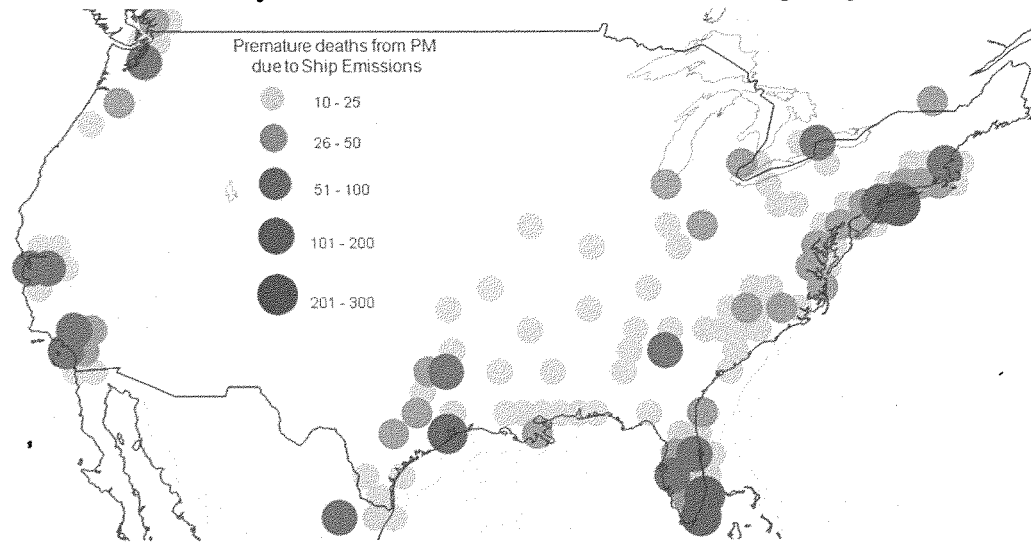 Premature deaths from PM
due to Ship Emissions
10 - 25
26 - 50
51 - 100
101 - 200
201 - 300